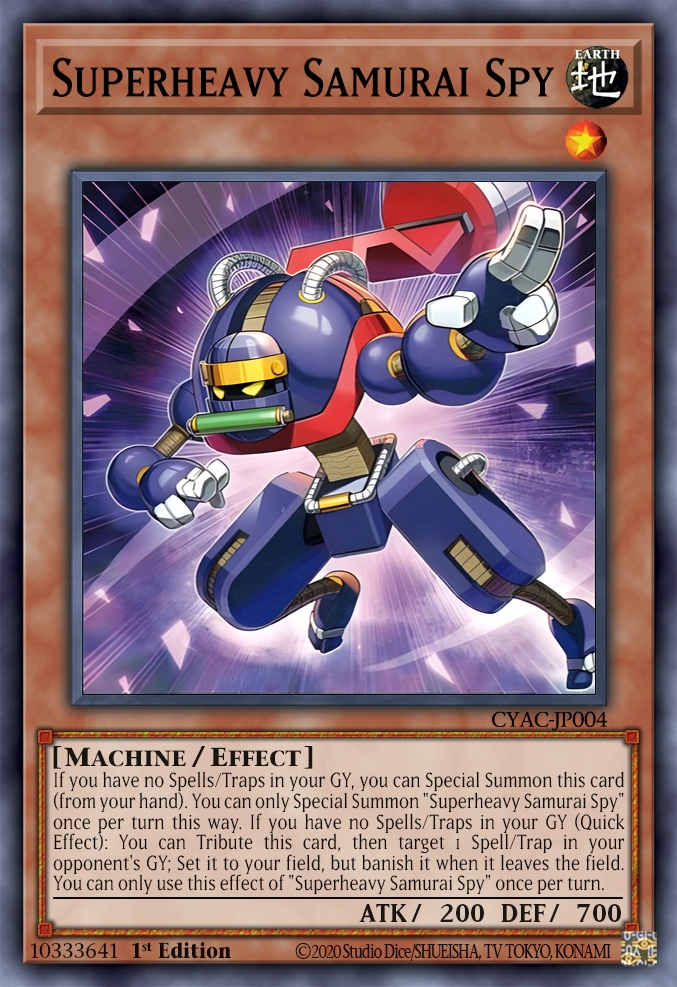 Superheavy Samurai Spy
EARTH
地
CYAC-JP004
[Machine / Effect]
If you have no Spells/Traps in your GY, you can Special Summon this card
(from your hand). You can only Special Summon "Superheavy Samurai Spy"
once per turn this way. If you have no Spells/Traps in your GY (Quick
Effect): You can Tribute this card, then target 1 Spell/Trap in your
opponent's GY; Set it to your field, but banish it when it leaves the field.
You can only use this effect of "Superheavy Samurai Spy" once per turn.
ATK/ 200 DEF/ 700
10333641 1st Edition ©2020 Studio Dice/SHUEISHA, TV TOKYO, KONAMI